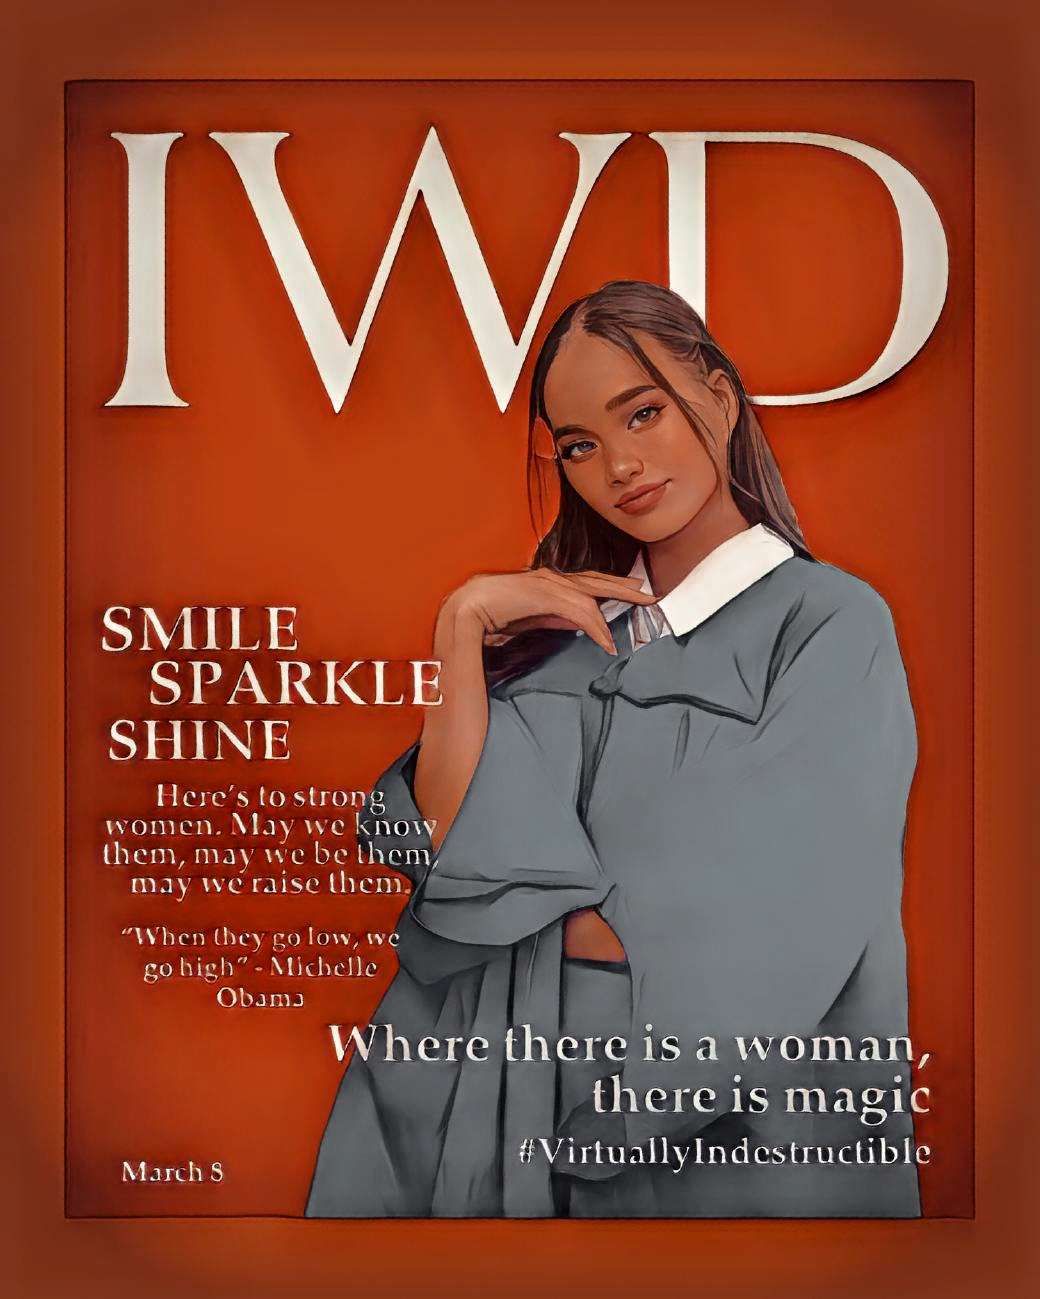 IWD
SMILE
SPARKLE
SHINE
Here's to strong
women. May we know
them, may we be them,
may we raise them.
"When they go low, we
go high" - Michelle
Obama
Where there is a woman,
there is magic
#VirtuallyIndestructible
March 8